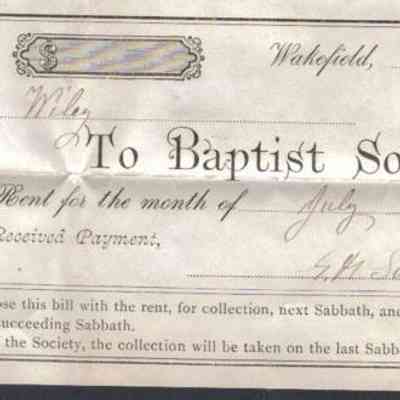 $ Wakefield,
Wiley
To Baptist So
Rent for the month of July
Received Payment,
ose this bill with the rent, for collection, next Sabbath, and
succeeding Sabbath.
the Society, the collection will be taken on the last Sabb